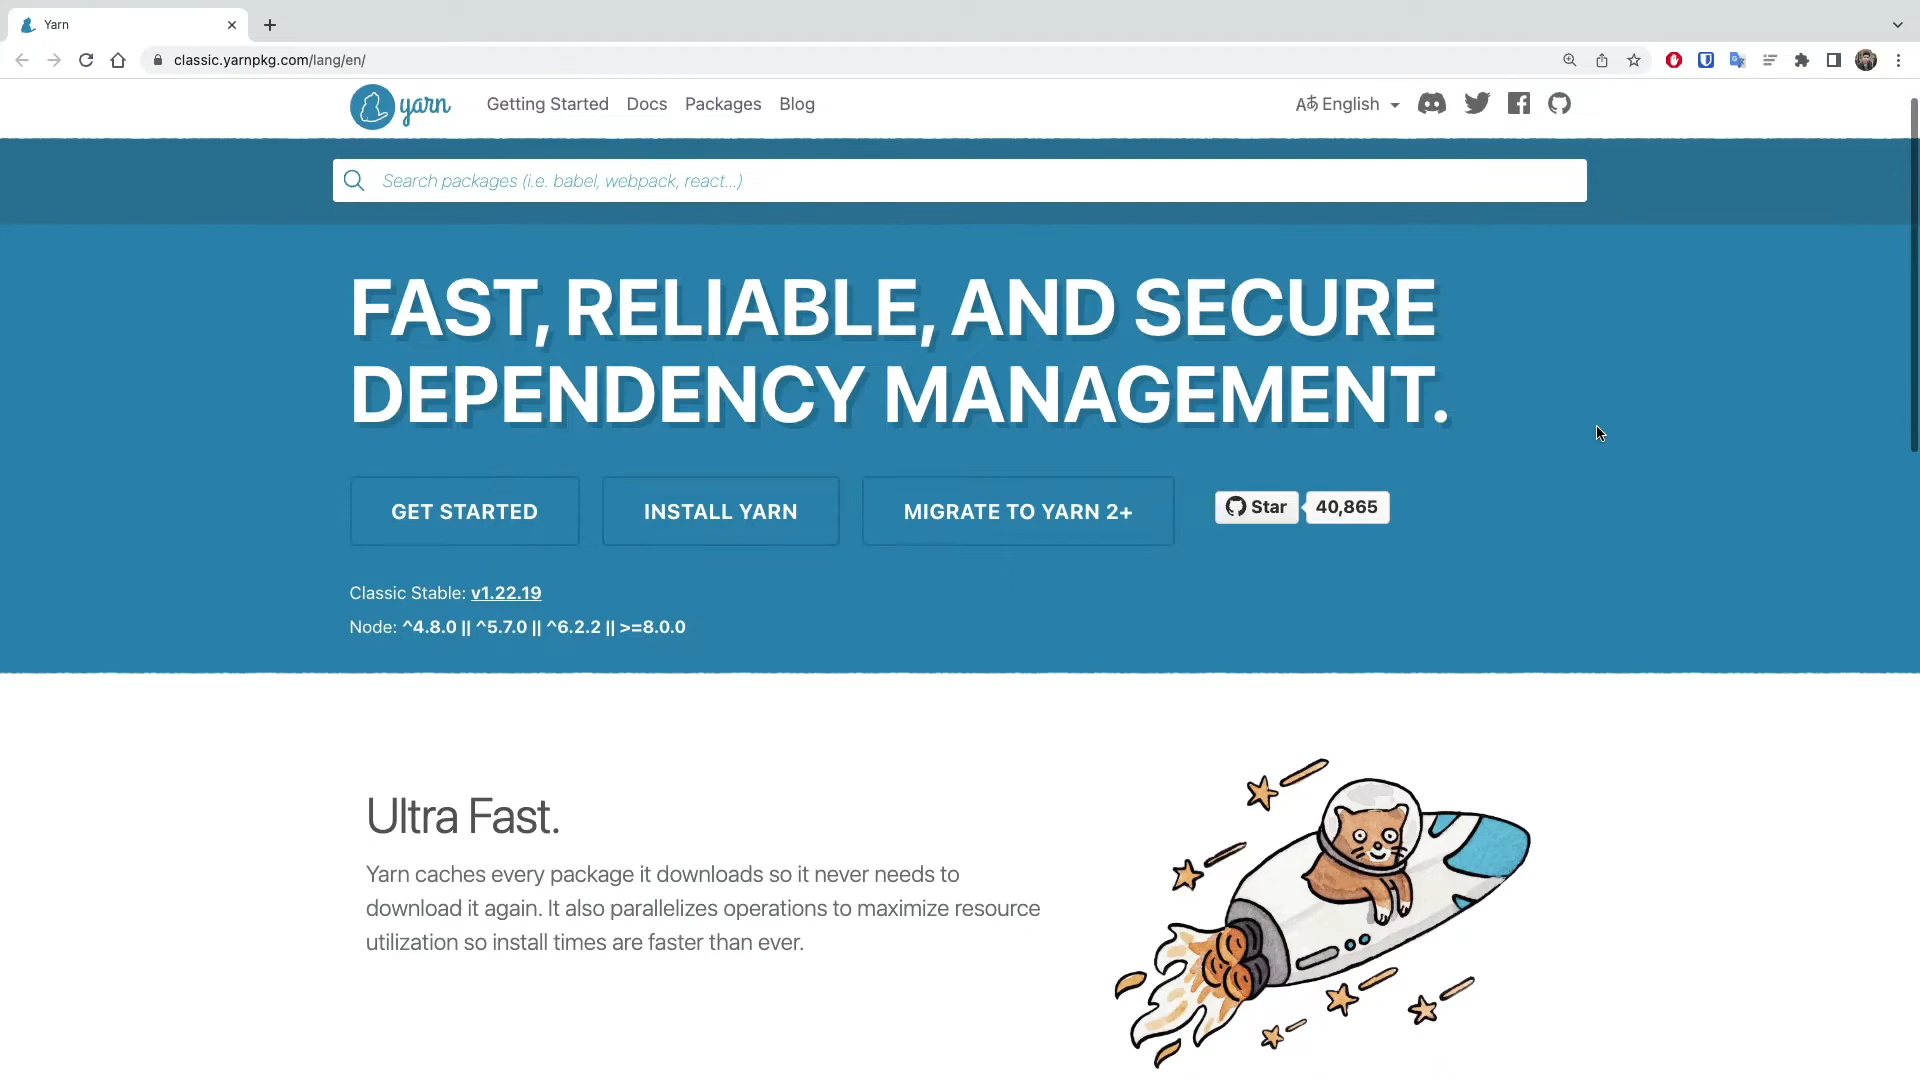 Yarn
classic.yarnpkg.com/lang/en/
yarn
Getting Started Docs Packages Blog
Aあ English
Search packages (i.e. babel, webpack, react...)
FAST, RELIABLE, AND SECURE
DEPENDENCY MANAGEMENT.
GET STARTED INSTALL YARN MIGRATE TO YARN 2+ Star 40,865
Classic Stable: v1.22.19
Node: ^4.8.0 || ^5.7.0 || ^6.2.2 || >=8.0.0
Ultra Fast.
Yarn caches every package it downloads so it never needs to
download it again. It also parallelizes operations to maximize resource
utilization so install times are faster than ever.